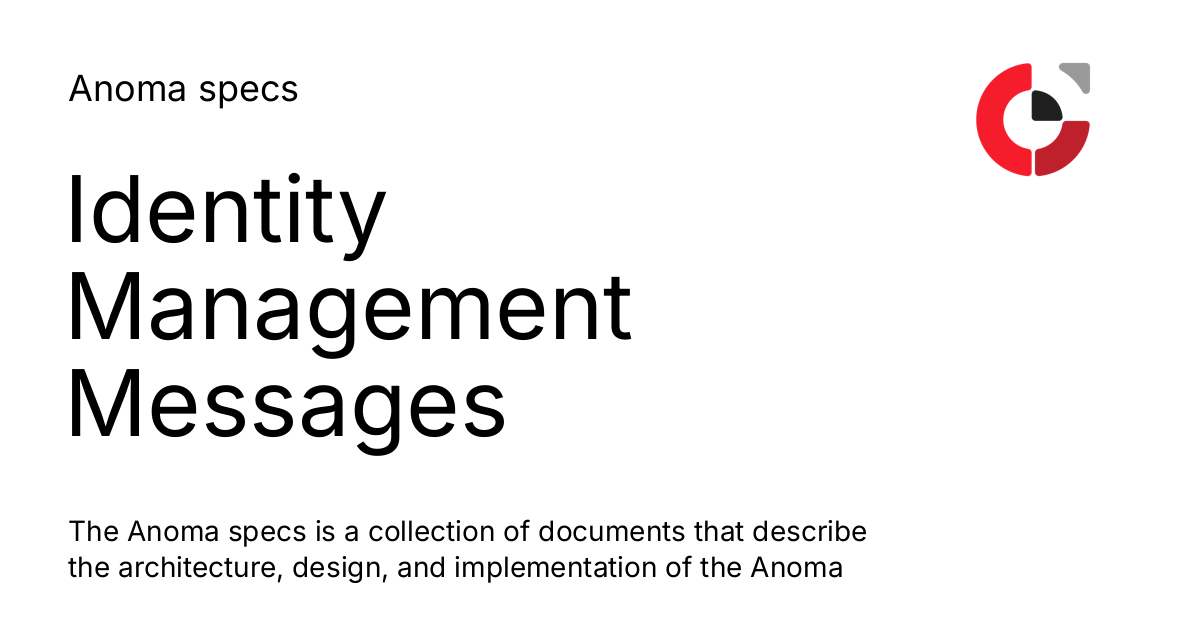 Anoma specs
Identity
Management
Messages
The Anoma specs is a collection of documents that describe
the architecture, design, and implementation of the Anoma